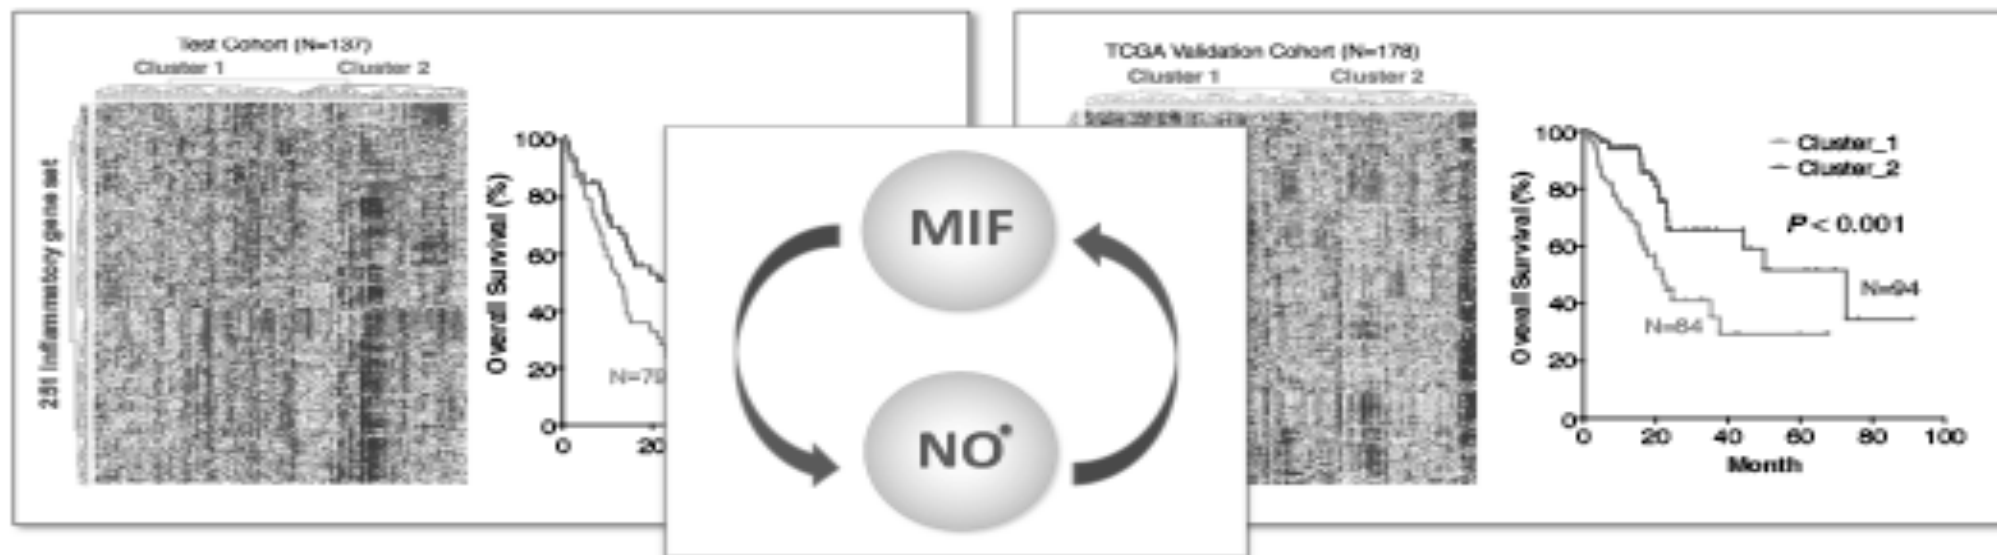 Test Cohort (N=137)
Cluster 1
Cluster 2
251 Inflammatory gene set
Overall Survival (%)
100
80
60
40
20
0
0
20
N=79
MIF
NO•
TCGA Validation Cohort (N=178)
Cluster 1
Cluster 2
Overall Survival (%)
100
80
60
40
20
0
0
20
40
60
80
100
Month
Cluster_1
Cluster_2
P < 0.001
N=94
N=84